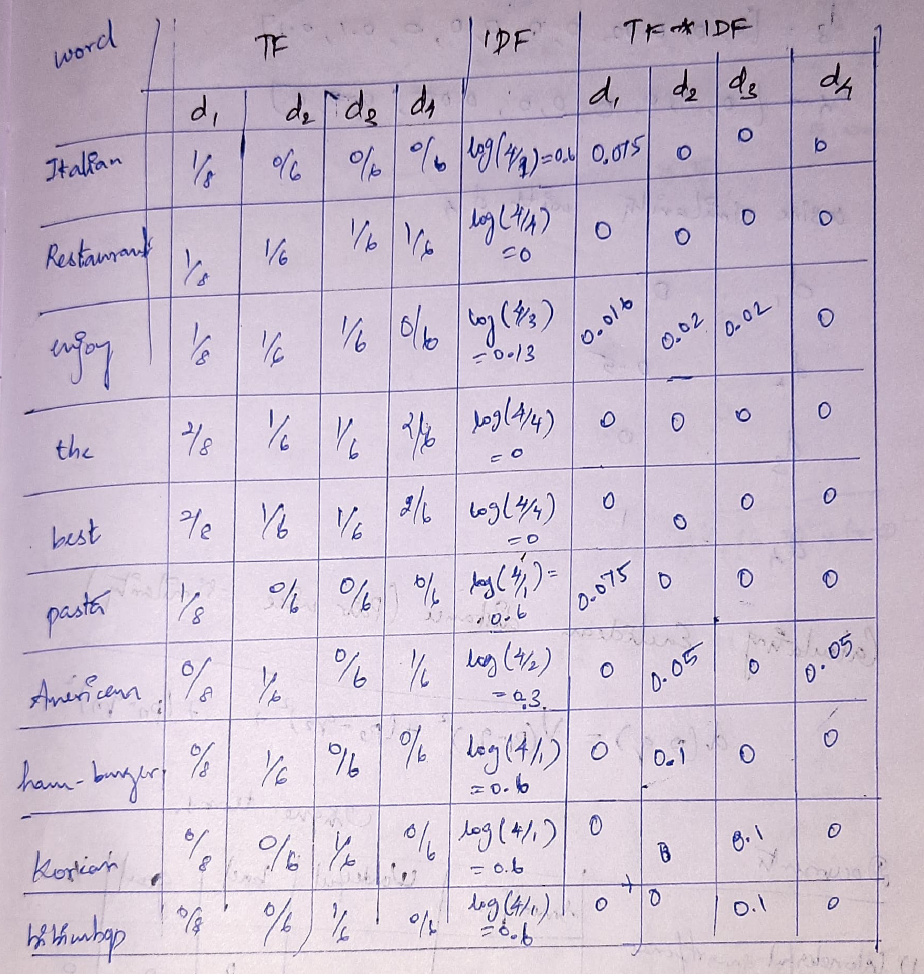 word TF IDF TF * IDF
d1 d2 d3 d4 d1 d2 d3 d4
Italian 1/8 0/6 0/6 0/6 log(4/1)=0.6 0.075 0 0 0
Restaurant 1/8 1/6 1/6 1/6 log(4/4) =0 0 0 0 0
enjoy 1/8 1/6 1/6 0/6 log(4/3) =0.13 0.016 0.02 0.02 0
the 2/8 1/6 1/6 2/6 log(4/4) =0 0 0 0 0
best 2/8 1/6 1/6 2/6 log(4/4) =0 0 0 0 0
pasta 1/8 0/6 0/6 0/6 log(4/1)= 0.6 0.075 0 0 0
American 0/8 1/6 0/6 1/6 log(4/2) =0.3 0 0.05 0 0.05
ham-burger 0/8 1/6 0/6 0/6 log(4/1) =0.6 0 0.1 0 0
Korian 0/8 0/6 1/6 0/6 log(4/1) =0.6 0 0 0.1 0
0/8 0/6 1/6 0/6 log(4/1) =0.6 0 0 0.1 0